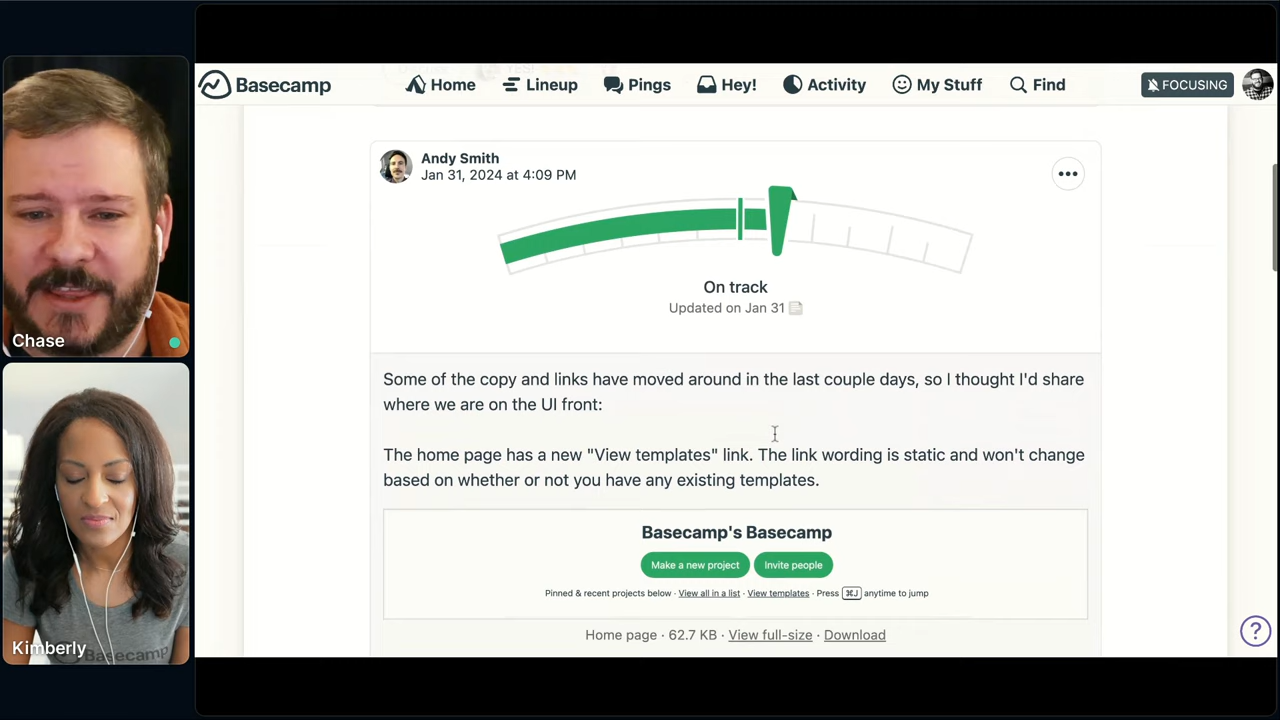 Basecamp
Home
Lineup
Pings
Hey!
Activity
My Stuff
Find
FOCUSING
Andy Smith
Jan 31, 2024 at 4:09 PM
On track
Updated on Jan 31
Some of the copy and links have moved around in the last couple days, so I thought I'd share
where we are on the UI front:
The home page has a new "View templates" link. The link wording is static and won't change
based on whether or not you have any existing templates.
Basecamp's Basecamp
Make a new project
Invite people
Pinned & recent projects below · View all in a list · View templates · Press ⌘J anytime to jump
Home page · 62.7 KB · View full-size · Download
?
Chase
Kimberly
Basecamp